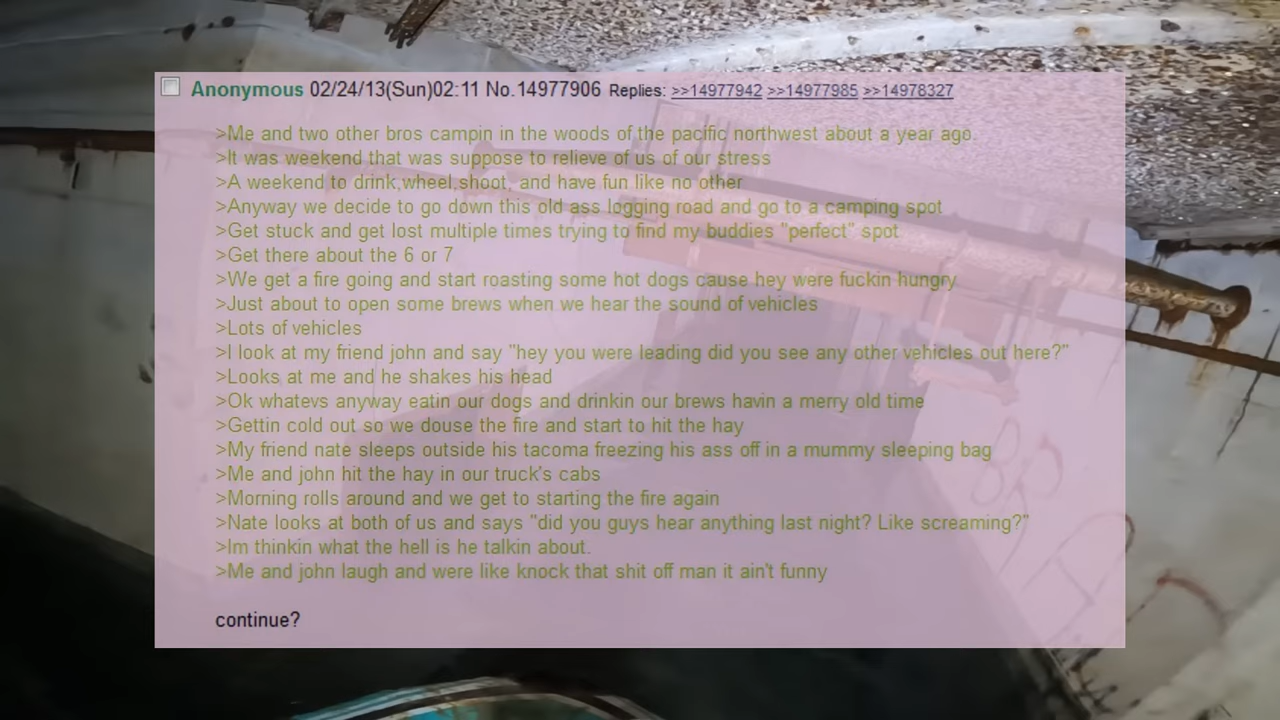 Anonymous 02/24/13(Sun)02:11 No.14977906 Replies: >>14977942 >>14977985 >>14978327
>Me and two other bros campin in the woods of the pacific northwest about a year ago.
>It was weekend that was suppose to relieve of us of our stress
>A weekend to drink,wheel,shoot, and have fun like no other
>Anyway we decide to go down this old ass logging road and go to a camping spot
>Get stuck and get lost multiple times trying to find my buddies "perfect" spot
>Get there about the 6 or 7
>We get a fire going and start roasting some hot dogs cause hey were fuckin hungry
>Just about to open some brews when we hear the sound of vehicles
>Lots of vehicles
>I look at my friend john and say "hey you were leading did you see any other vehicles out here?"
>Looks at me and he shakes his head
>Ok whatevs anyway eatin our dogs and drinkin our brews havin a merry old time
>Gettin cold out so we douse the fire and start to hit the hay
>My friend nate sleeps outside his tacoma freezing his ass off in a mummy sleeping bag
>Me and john hit the hay in our truck's cabs
>Morning rolls around and we get to starting the fire again
>Nate looks at both of us and says "did you guys hear anything last night? Like screaming?"
>Im thinkin what the hell is he talkin about.
>Me and john laugh and were like knock that shit off man it ain't funny
continue?